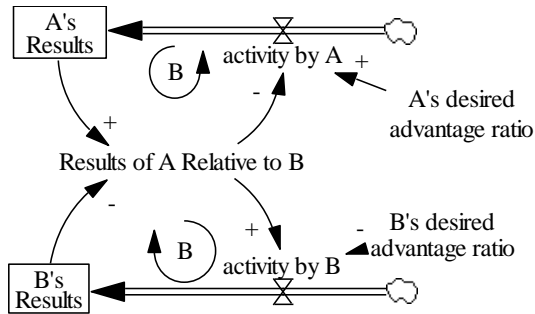 A's
Results
activity by A
B
+
-
A's desired
advantage ratio
+
Results of A Relative to B
-
+
-
B's desired
advantage ratio
B
activity by B
B's
Results